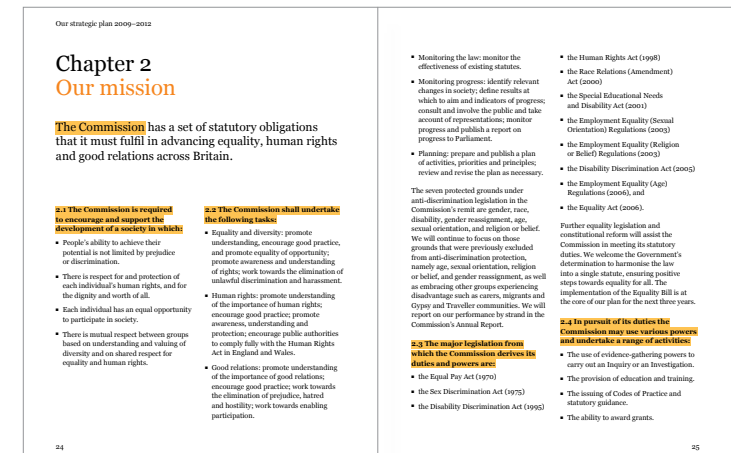 Our strategic plan 2009–2012
Chapter 2
Our mission
The Commission has a set of statutory obligations
that it must fulfil in advancing equality, human rights
and good relations across Britain.
2.1 The Commission is required
to encourage and support the
development of a society in which:
▪ People's ability to achieve their
potential is not limited by prejudice
or discrimination.
▪ There is respect for and protection of
each individual's human rights, and for
the dignity and worth of all.
▪ Each individual has an equal opportunity
to participate in society.
▪ There is mutual respect between groups
based on understanding and valuing of
diversity and on shared respect for
equality and human rights.
2.2 The Commission shall undertake
the following tasks:
▪ Equality and diversity: promote
understanding, encourage good practice,
and promote equality of opportunity;
promote awareness and understanding
of rights; work towards the elimination of
unlawful discrimination and harassment.
▪ Human rights: promote understanding
of the importance of human rights;
encourage good practice; promote
awareness, understanding and
protection; encourage public authorities
to comply fully with the Human Rights
Act in England and Wales.
▪ Good relations: promote understanding
of the importance of good relations;
encourage good practice; work towards
the elimination of prejudice, hatred
and hostility; work towards enabling
participation.
24
▪ Monitoring the law: monitor the
effectiveness of existing statutes.
▪ Monitoring progress: identify relevant
changes in society; define results at
which to aim and indicators of progress;
consult and involve the public and take
account of representations; monitor
progress and publish a report on
progress to Parliament.
▪ Planning: prepare and publish a plan
of activities, priorities and principles;
review and revise the plan as necessary.
The seven protected grounds under
anti-discrimination legislation in the
Commission's remit are gender, race,
disability, gender reassignment, age,
sexual orientation, and religion or belief.
We will continue to focus on those
grounds that were previously excluded
from anti-discrimination protection,
namely age, sexual orientation, religion
or belief, and gender reassignment, as well
as embracing other groups experiencing
disadvantage such as carers, migrants and
Gypsy and Traveller communities. We will
report on our performance by strand in the
Commission's Annual Report.
2.3 The major legislation from
which the Commission derives its
duties and powers are:
▪ the Equal Pay Act (1970)
▪ the Sex Discrimination Act (1975)
▪ the Disability Discrimination Act (1995)
▪ the Human Rights Act (1998)
▪ the Race Relations (Amendment)
Act (2000)
▪ the Special Educational Needs
and Disability Act (2001)
▪ the Employment Equality (Sexual
Orientation) Regulations (2003)
▪ the Employment Equality (Religion
or Belief) Regulations (2003)
▪ the Disability Discrimination Act (2005)
▪ the Employment Equality (Age)
Regulations (2006), and
▪ the Equality Act (2006).
Further equality legislation and
constitutional reform will assist the
Commission in meeting its statutory
duties. We welcome the Government's
determination to harmonise the law
into a single statute, ensuring positive
steps towards equality for all. The
implementation of the Equality Bill is at
the core of our plan for the next three years.
2.4 In pursuit of its duties the
Commission may use various powers
and undertake a range of activities:
▪ The use of evidence-gathering powers to
carry out an Inquiry or an Investigation.
▪ The provision of education and training.
▪ The issuing of Codes of Practice and
statutory guidance.
▪ The ability to award grants.
25